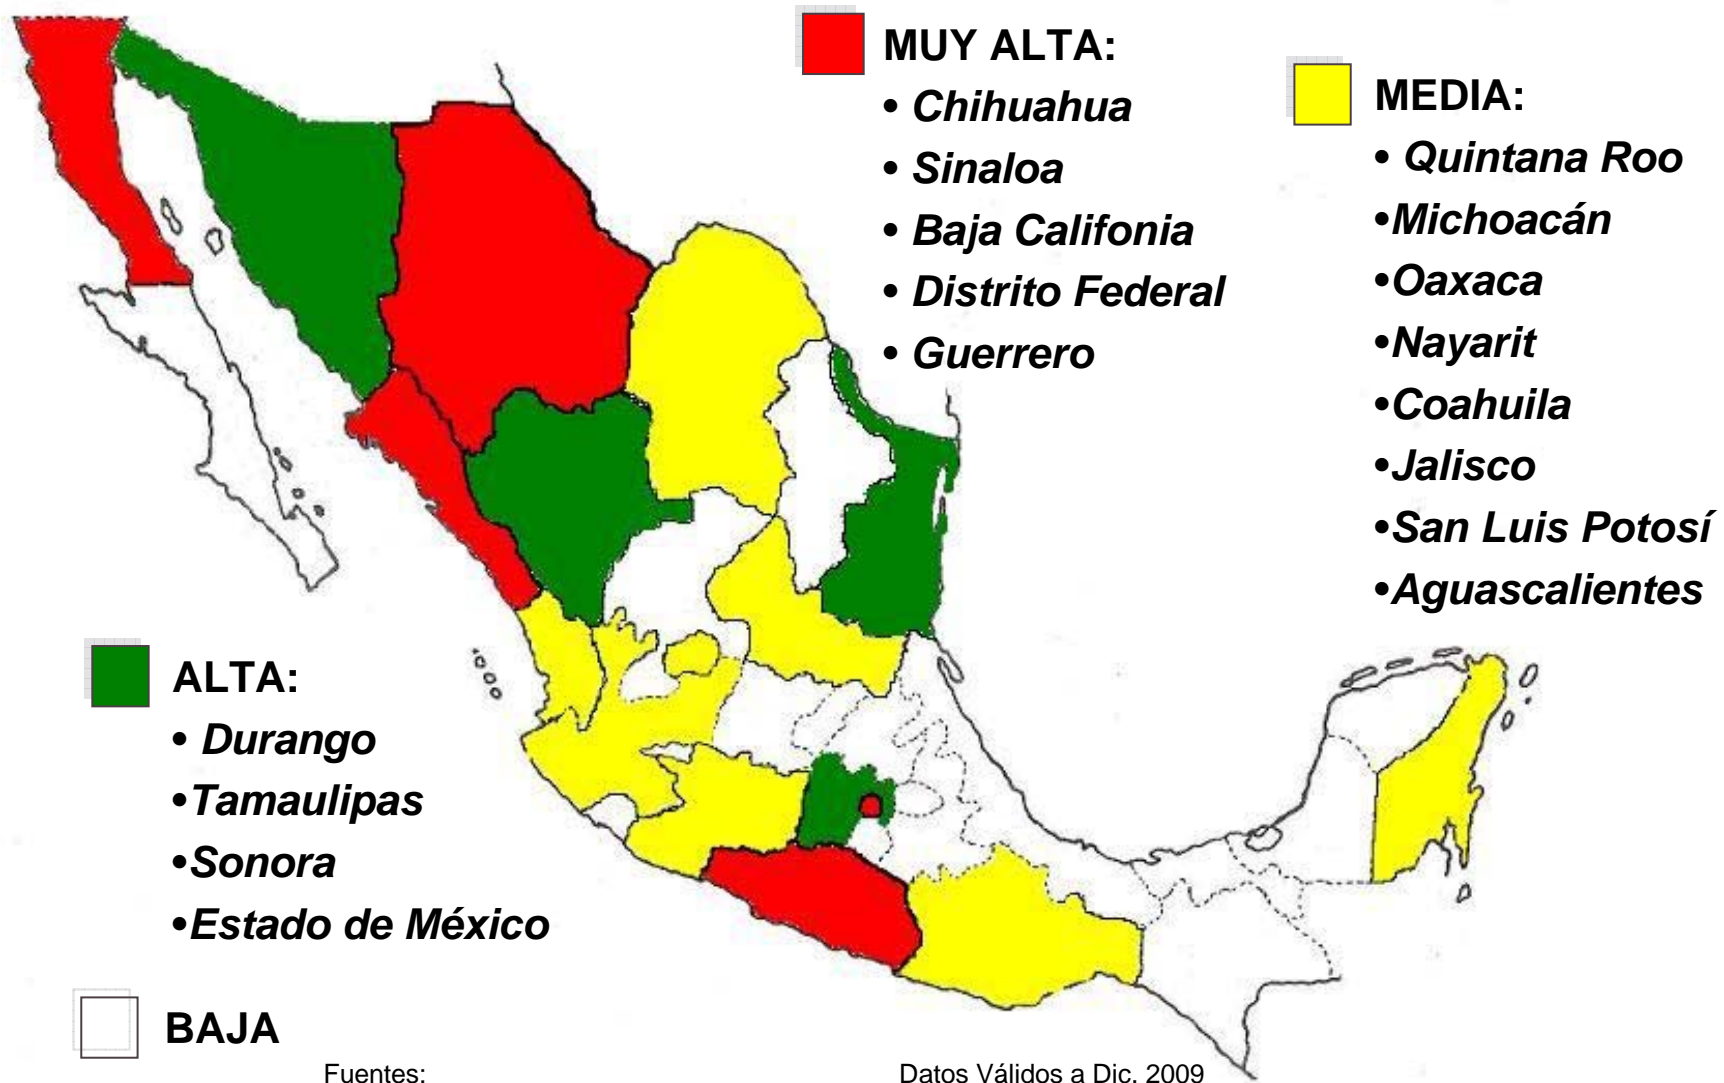 MUY ALTA:
• Chihuahua
• Sinaloa
• Baja Califonia
• Distrito Federal
• Guerrero
MEDIA:
• Quintana Roo
•Michoacán
•Oaxaca
•Nayarit
•Coahuila
•Jalisco
•San Luis Potosí
•Aguascalientes
ALTA:
• Durango
•Tamaulipas
•Sonora
•Estado de México
BAJA
Fuentes:
Datos Válidos a Dic. 2009